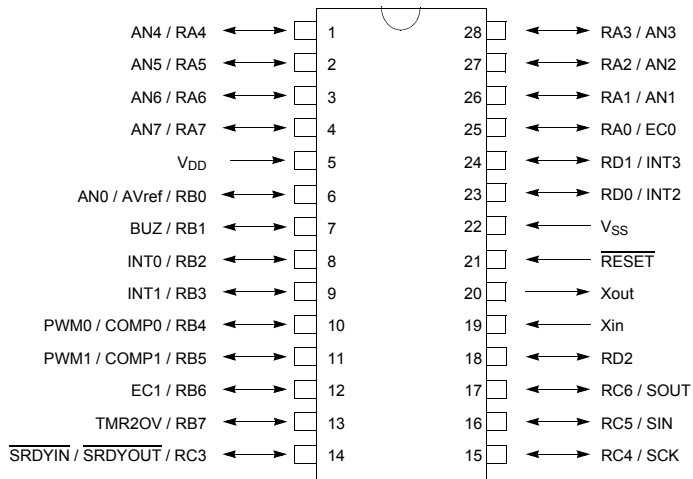 AN4 / RA4 1 28 RA3 / AN3
AN5 / RA5 2 27 RA2 / AN2
AN6 / RA6 3 26 RA1 / AN1
AN7 / RA7 4 25 RA0 / EC0
VDD 5 24 RD1 / INT3
AN0 / AVref / RB0 6 23 RD0 / INT2
BUZ / RB1 7 22 VSS
INT0 / RB2 8 21 RESET
INT1 / RB3 9 20 Xout
PWM0 / COMP0 / RB4 10 19 Xin
PWM1 / COMP1 / RB5 11 18 RD2
EC1 / RB6 12 17 RC6 / SOUT
TMR2OV / RB7 13 16 RC5 / SIN
SRDYIN / SRDYOUT / RC3 14 15 RC4 / SCK